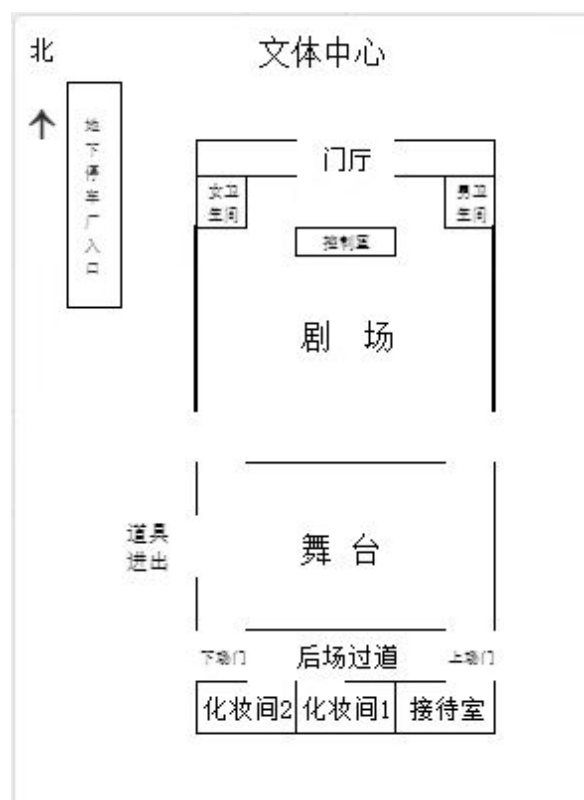 北
文体中心
地下停车厂入口
门厅
女卫
生间
男卫
生间
控制室
剧 场
道具
进出
舞 台
下场门
后场过道
上场门
化妆间2
化妆间1
接待室